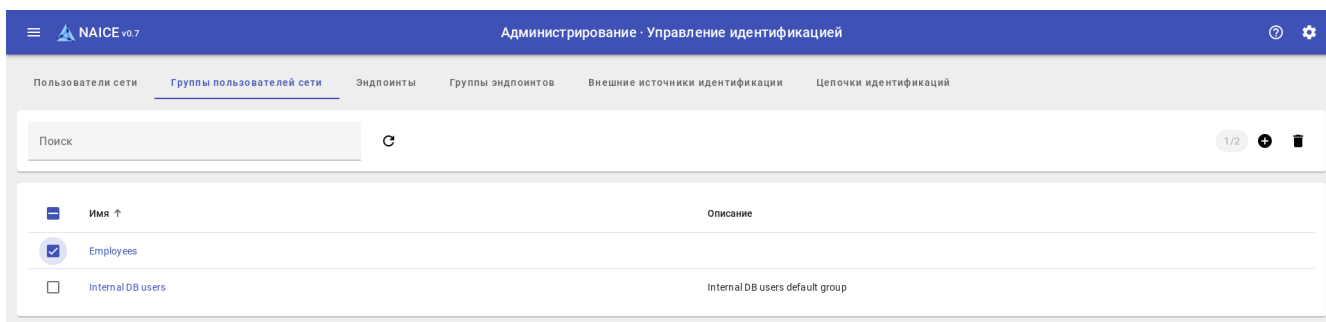 NAICE v0.7
Администрирование · Управление идентификацией
Пользователи сети Группы пользователей сети Эндпоинты Группы эндпоинтов Внешние источники идентификации Цепочки идентификаций
Поиск 1/2
Имя ↑ Описание
Employees
Internal DB users Internal DB users default group